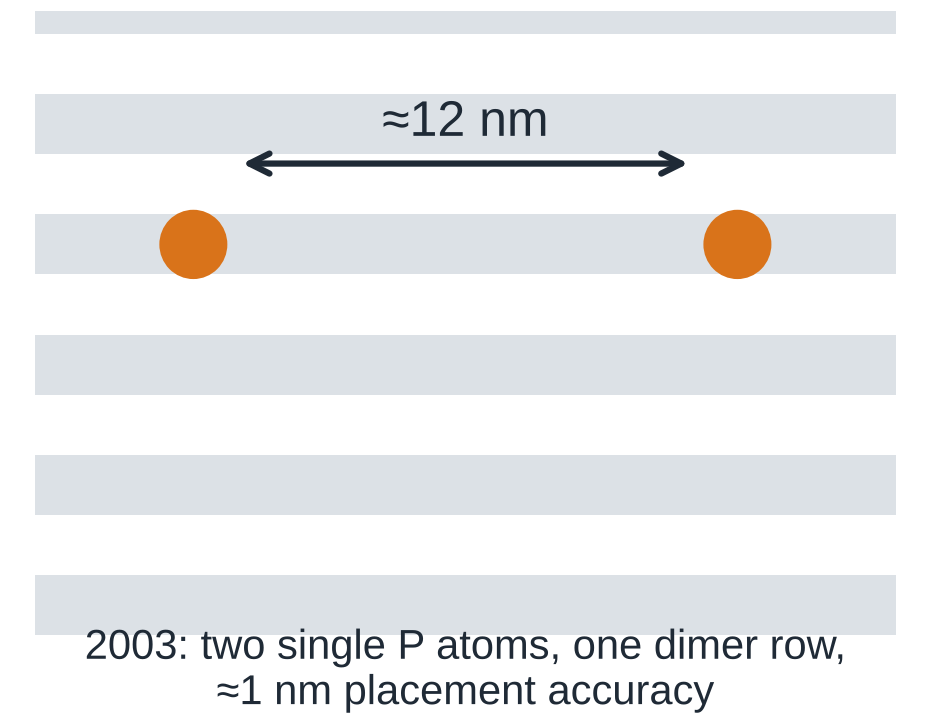 ≈12 nm
2003: two single P atoms, one dimer row,
≈1 nm placement accuracy